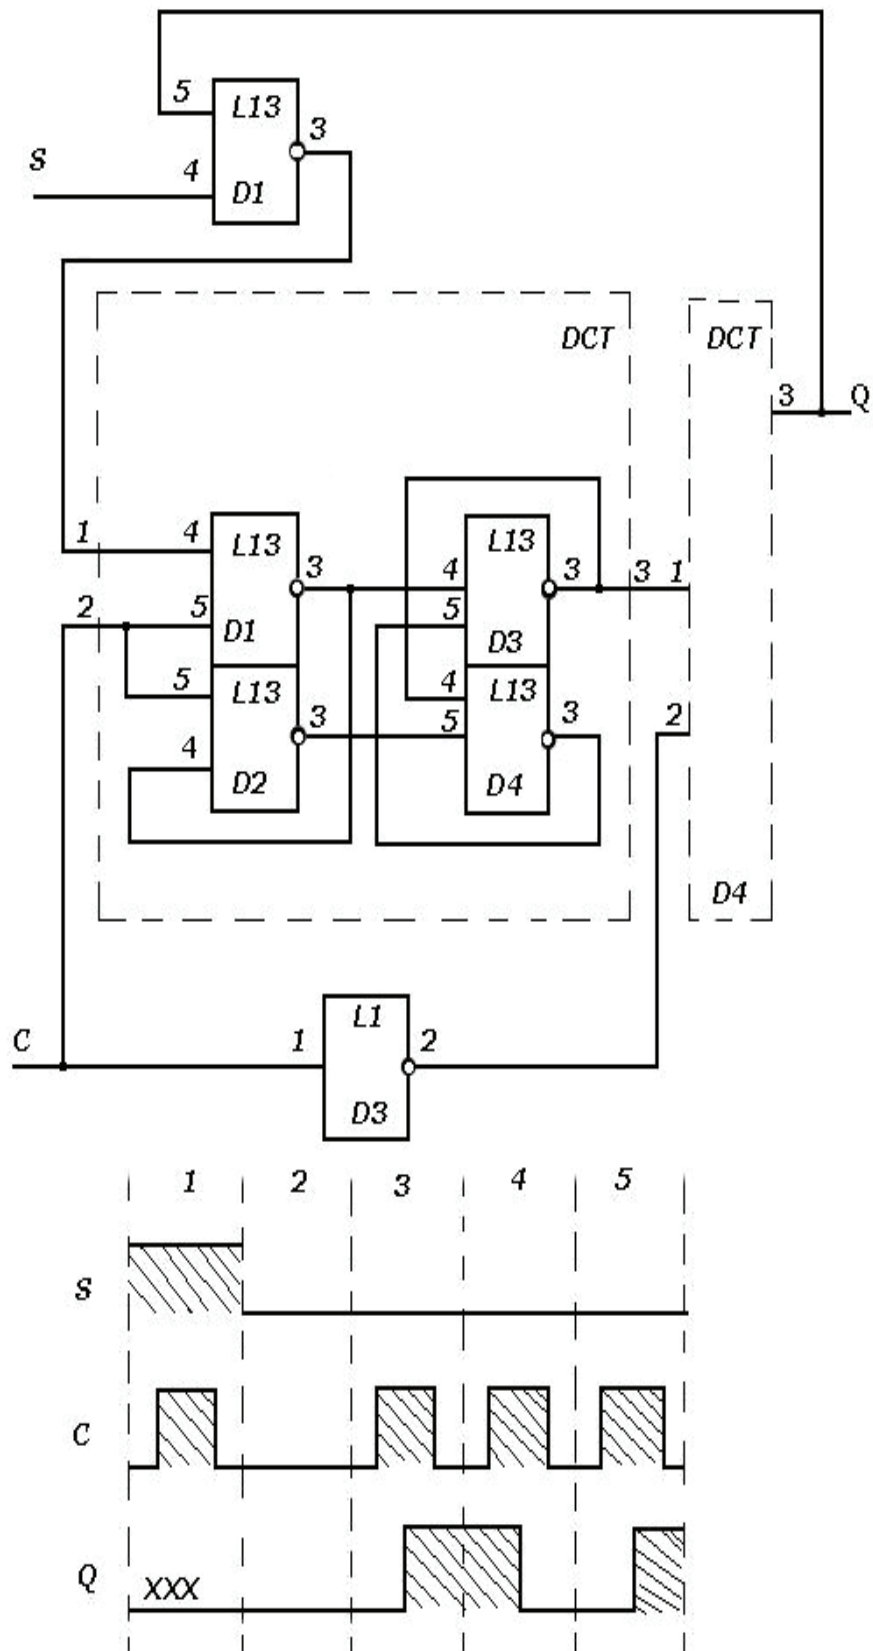 5 L13 3
S 4 D1
DCT DCT
3 Q
1 4 L13 3 4 L13 3 3 1
2 5 D1 5 D3
5 L13 3 4 L13 3 2
4 D2 5 D4
D4
C 1 L1 2
D3
1 2 3 4 5
S
C
Q XXX